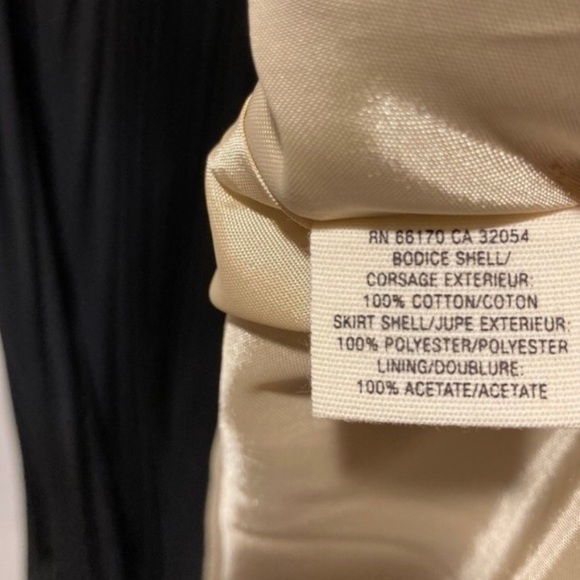 RN 66170 CA 32054
BODICE SHELL/
CORSAGE EXTERIEUR:
100% COTTON/COTON
SKIRT SHELL/JUPE EXTERIEUR:
100% POLYESTER/POLYESTER
LINING/DOUBLURE:
100% ACETATE/ACETATE